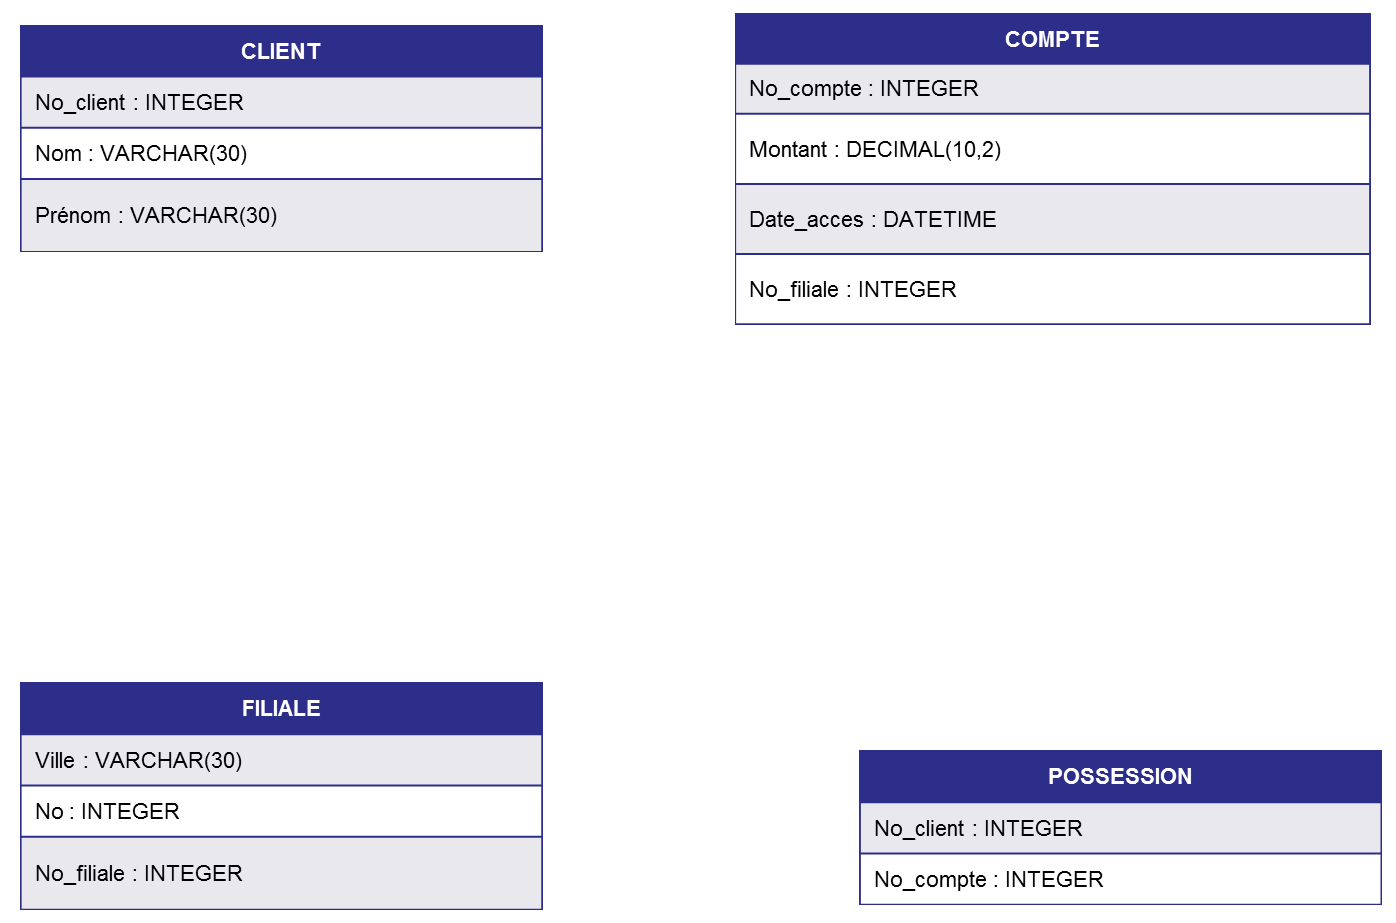 CLIENT
No_client : INTEGER
Nom : VARCHAR(30)
Prénom : VARCHAR(30)
COMPTE
No_compte : INTEGER
Montant : DECIMAL(10,2)
Date_acces : DATETIME
No_filiale : INTEGER
FILIALE
Ville : VARCHAR(30)
No : INTEGER
No_filiale : INTEGER
POSSESSION
No_client : INTEGER
No_compte : INTEGER